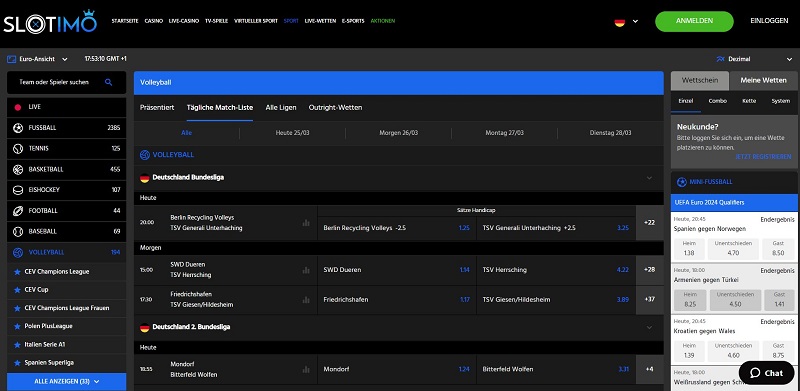 SLOTIMO
STARTSEITE CASINO LIVE-CASINO TV-SPIELE VIRTUELLER SPORT SPORT LIVE-WETTEN E-SPORTS AKTIONEN
ANMELDEN
EINLOGGEN
Euro-Ansicht
17:53:10 GMT +1
Dezimal
Team oder Spieler suchen
LIVE
FUSSBALL 2385
TENNIS 125
BASKETBALL 455
EISHOCKEY 107
FOOTBALL 44
BASEBALL 69
VOLLEYBALL 194
CEV Champions League
CEV Cup
CEV Champions League Frauen
Polen PlusLeague
Italien Serie A1
Spanien Superliga
ALLE ANZEIGEN (33)
Volleyball
Präsentiert Tägliche Match-Liste Alle Ligen Outright-Wetten
Alle Heute 25/03 Morgen 26/03 Montag 27/03 Dienstag 28/03
VOLLEYBALL
Deutschland Bundesliga
Heute
Sätze Handicap
20:00
Berlin Recycling Volleys
TSV Generali Unterhaching
Berlin Recycling Volleys -2.5 1.25 TSV Generali Unterhaching +2.5 3.25 +22
Morgen
15:00
SWD Dueren
TSV Herrsching
SWD Dueren 1.14 TSV Herrsching 4.22 +28
17:30
Friedrichshafen
TSV Giesen/Hildesheim
Friedrichshafen 1.17 TSV Giesen/Hildesheim 3.89 +37
Deutschland 2. Bundesliga
Heute
18:55
Mondorf
Bitterfeld Wolfen
Mondorf 1.24 Bitterfeld Wolfen 3.31 +4
Wettschein Meine Wetten
Einzel Combo Kette System
Neukunde?
Bitte loggen Sie sich ein, um eine Wette
platzieren zu können.
JETZT REGISTRIEREN
MINI-FUSSBALL
UEFA Euro 2024 Qualifiers
Heute, 20:45 Endergebnis
Spanien gegen Norwegen
Heim Unentschieden Gast
1.38 4.70 8.50
Heute, 18:00 Endergebnis
Armenien gegen Türkei
Heim Unentschieden Gast
8.25 4.50 1.41
Heute, 20:45 Endergebnis
Kroatien gegen Wales
Heim Unentschieden Gast
1.39 4.60 8.75
Heute, 18:00
Weißrussland gegen
Chat